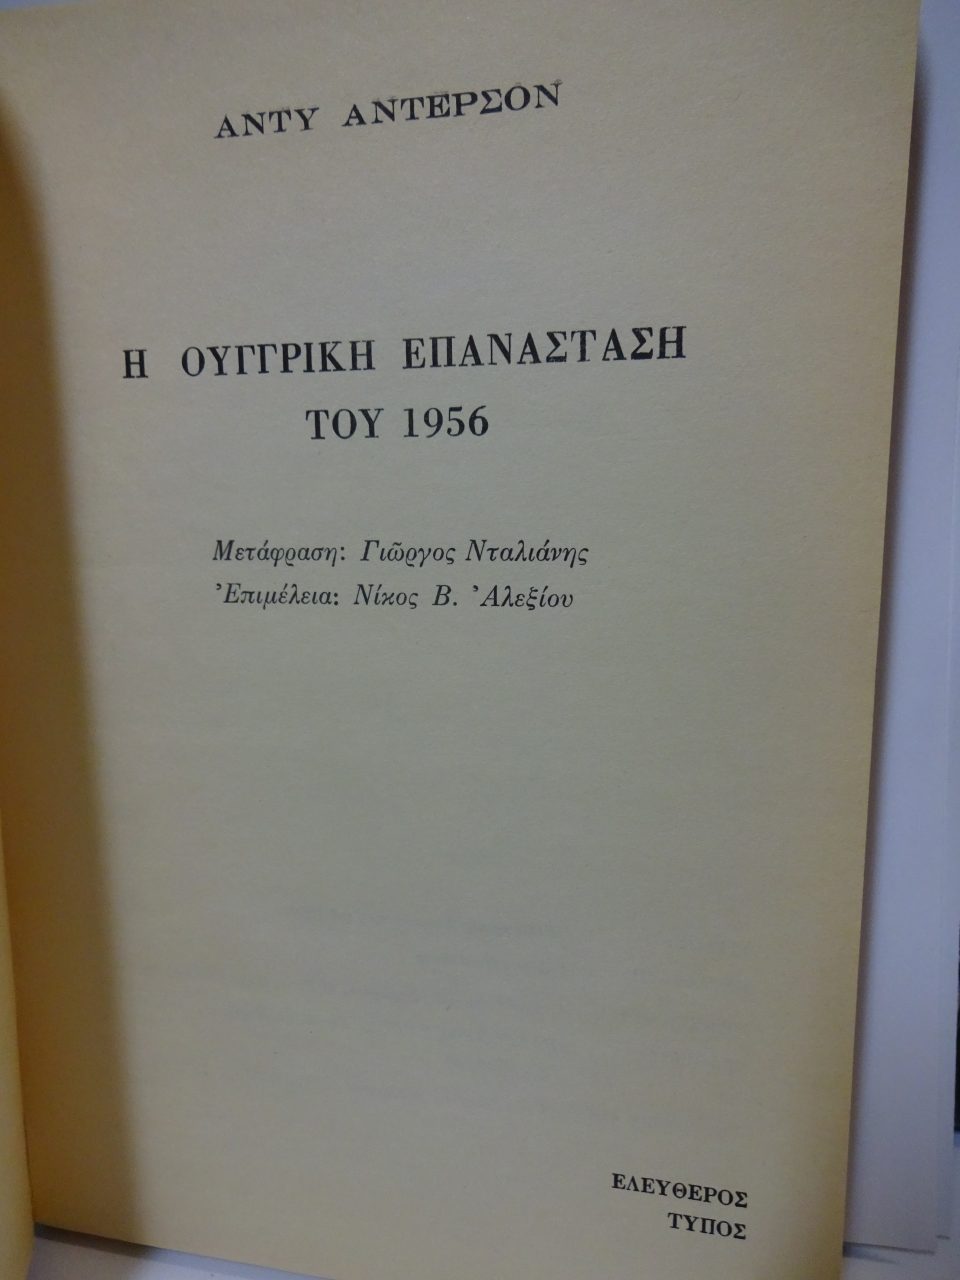 ΑΝΤΥ ΑΝΤΕΡΣΟΝ
Η ΟΥΓΓΡΙΚΗ ΕΠΑΝΑΣΤΑΣΗ
ΤΟΥ 1956
Μετάφραση: Γιῶργος Νταλιάνης
Ἐπιμέλεια: Νίκος Β. Ἀλεξίου
ΕΛΕΥΘΕΡΟΣ
ΤΥΠΟΣ